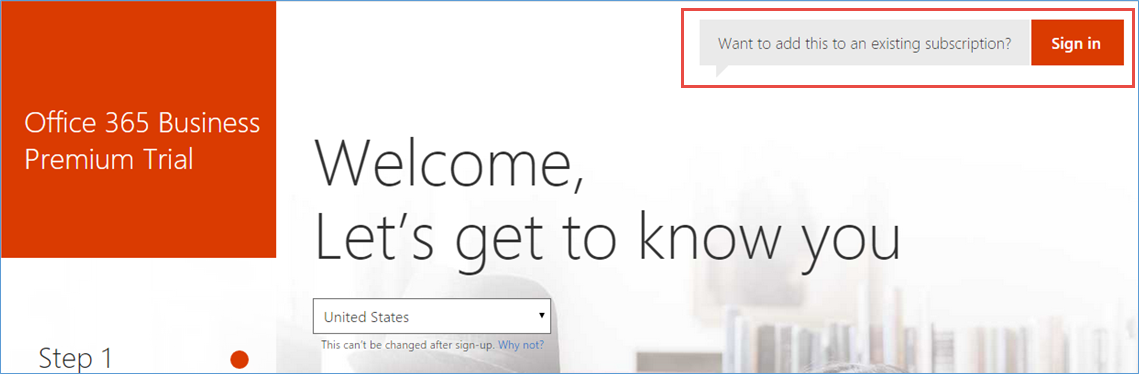 Want to add this to an existing subscription?
Sign in
Office 365 Business
Premium Trial
Welcome,
Let's get to know you
United States
This can't be changed after sign-up. Why not?
Step 1